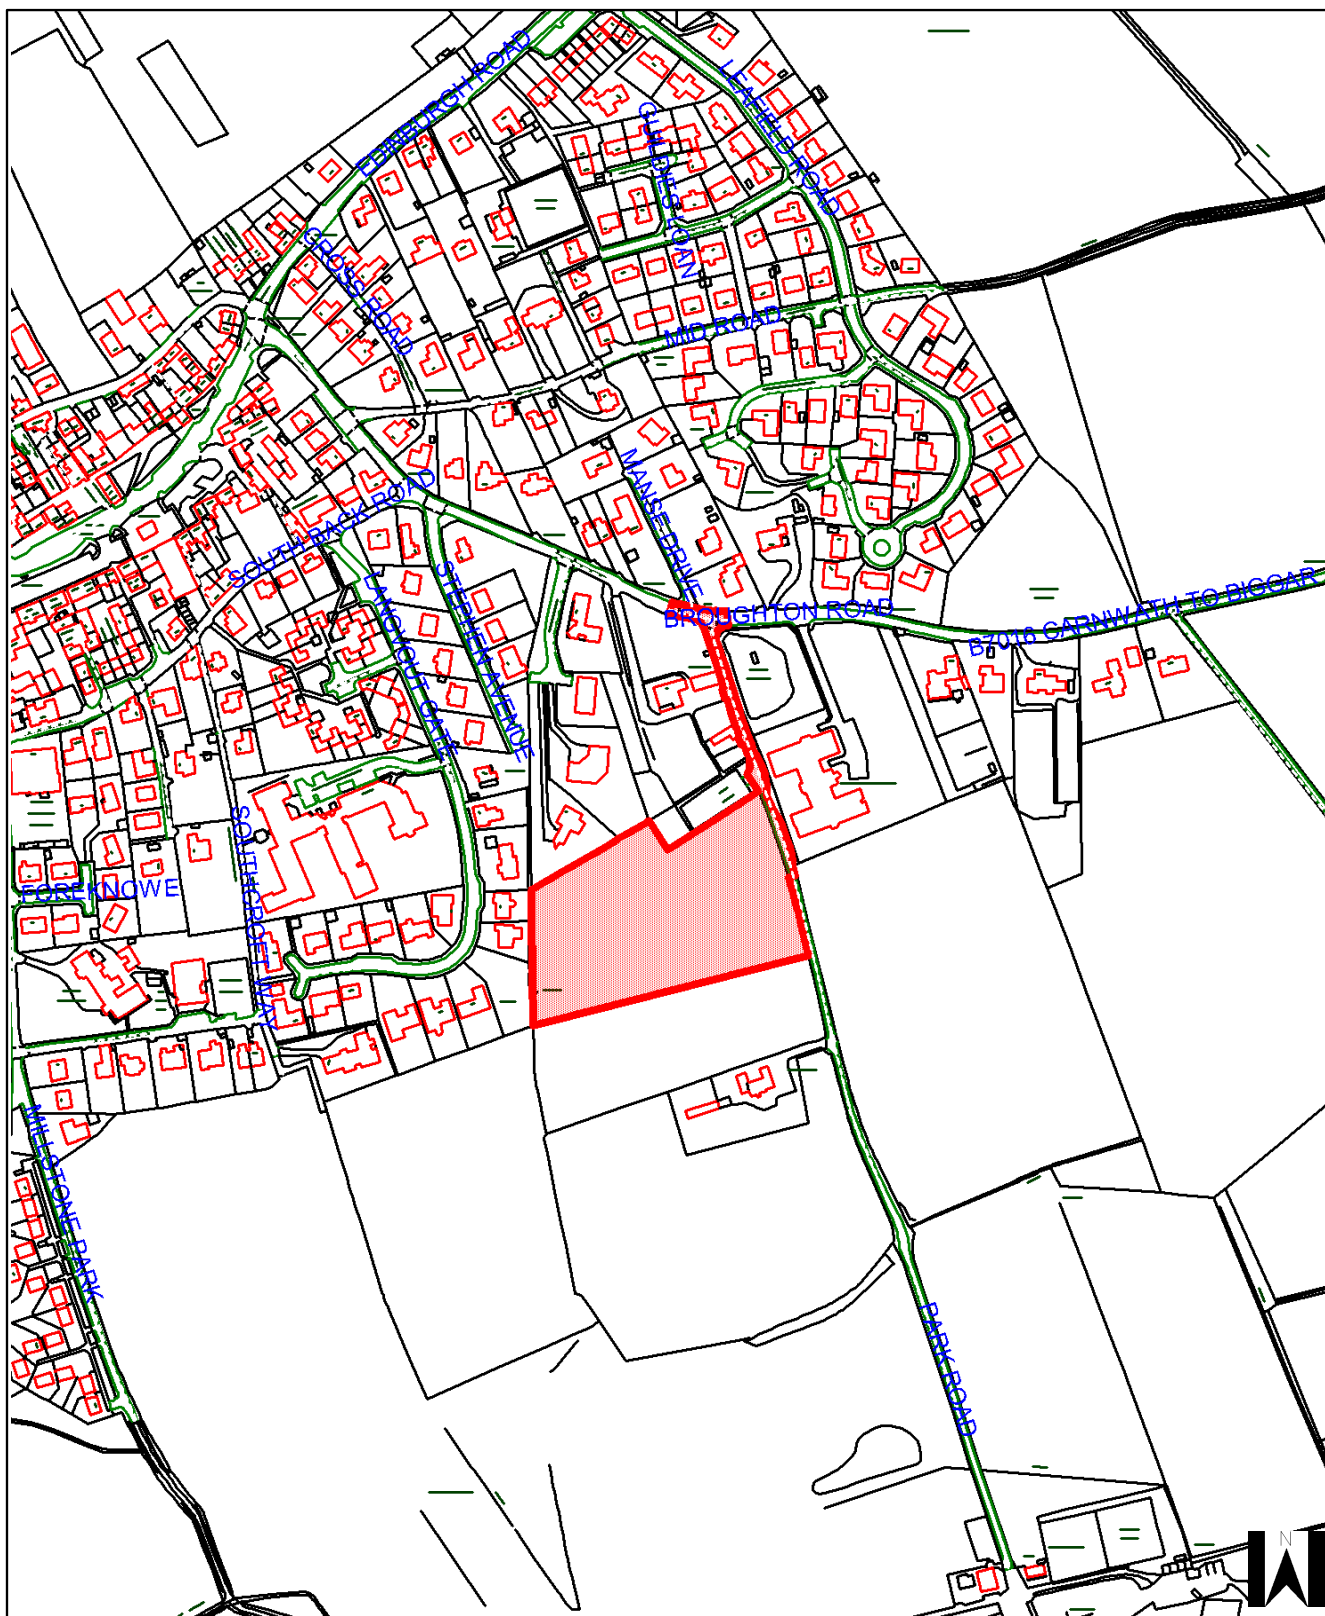 EDINBURGH ROAD
LEAFIELD ROAD
GUILDIES LOAN
CROSS ROAD
MID ROAD
MANSE DRIVE
SOUTH BACK ROAD
STEPHEN AVENUE
LANGVOUT GATE
BROUGHTON ROAD
B7016 CARNWATH TO BIGGAR
SOUTHCROFT WAY
FOREKNOWE
MILLSTONE PARK
PARK ROAD
N